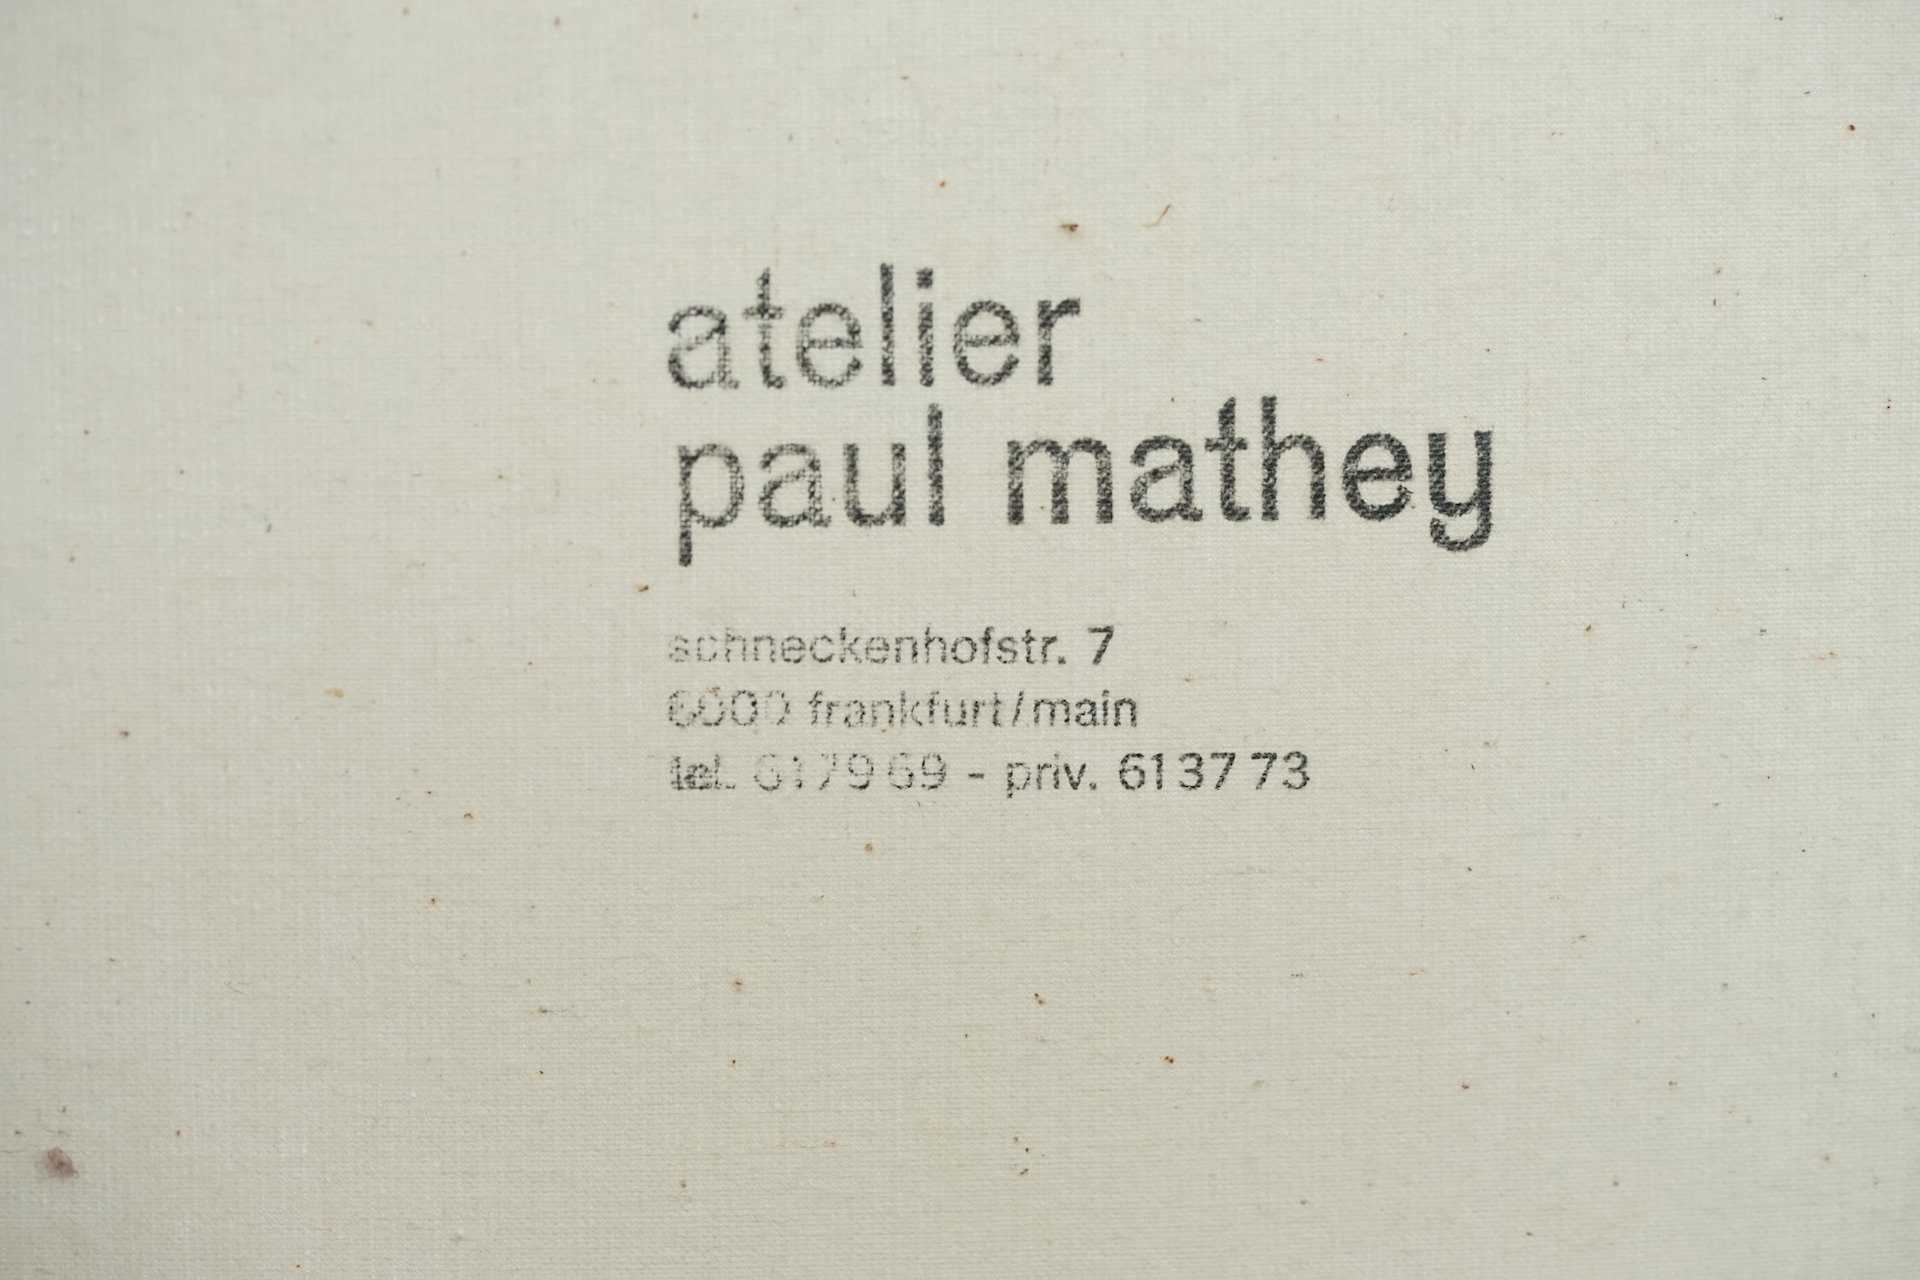 atelier
paul mathey
schneckenhofstr. 7
6000 frankfurt/main
tel. 617969 - priv. 613773